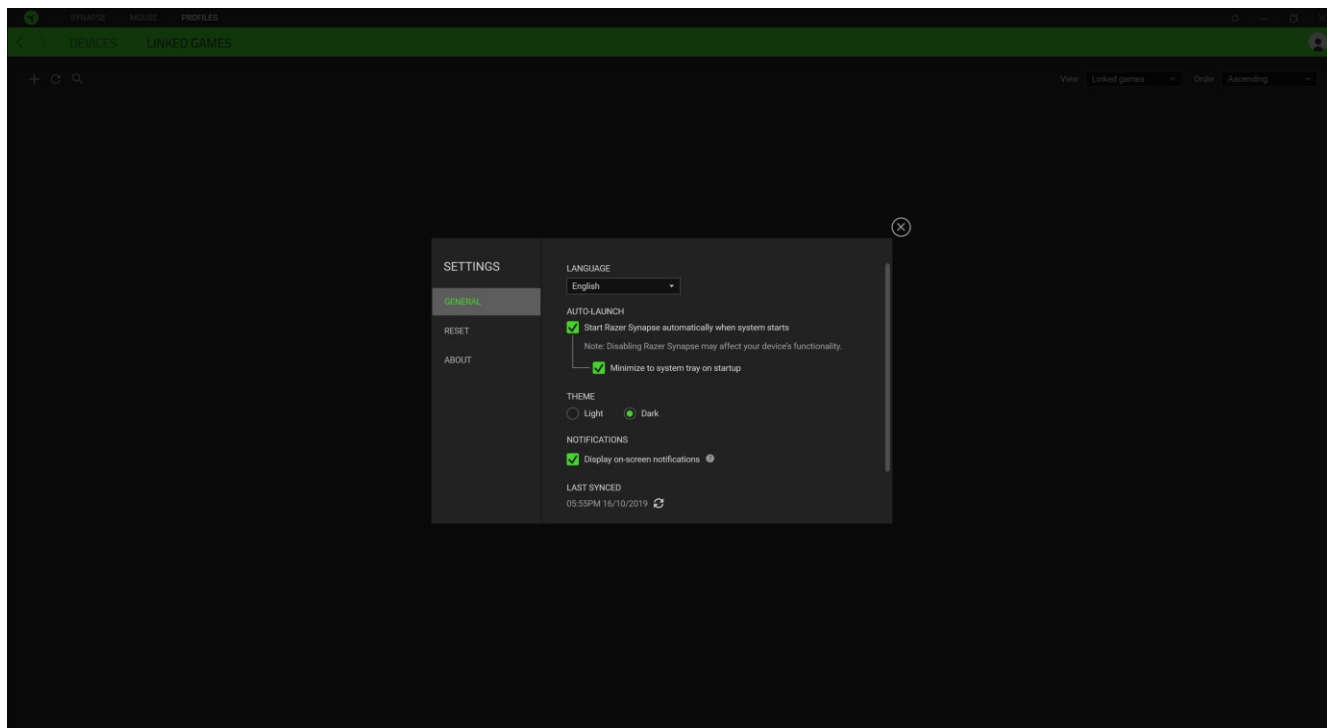 SYNAPSE MOUSE PROFILES
DEVICES LINKED GAMES
View Linked games Order Ascending
SETTINGS
GENERAL
RESET
ABOUT
LANGUAGE
English
AUTO-LAUNCH
Start Razer Synapse automatically when system starts
Note: Disabling Razer Synapse may affect your device's functionality.
Minimize to system tray on startup
THEME
Light Dark
NOTIFICATIONS
Display on-screen notifications
LAST SYNCED
05:55PM 16/10/2019